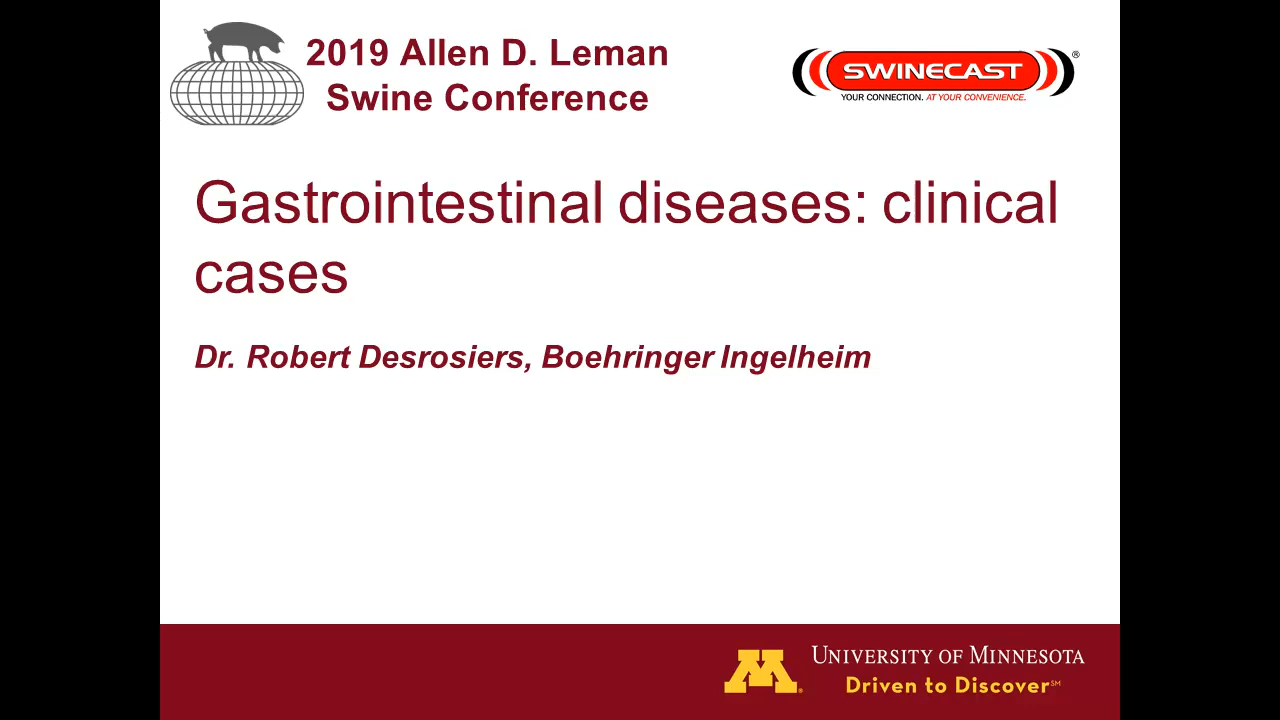 2019 Allen D. Leman
Swine Conference
SWINECAST®
YOUR CONNECTION. AT YOUR CONVENIENCE.
Gastrointestinal diseases: clinical
cases
Dr. Robert Desrosiers, Boehringer Ingelheim
M®
UNIVERSITY OF MINNESOTA
Driven to Discover℠